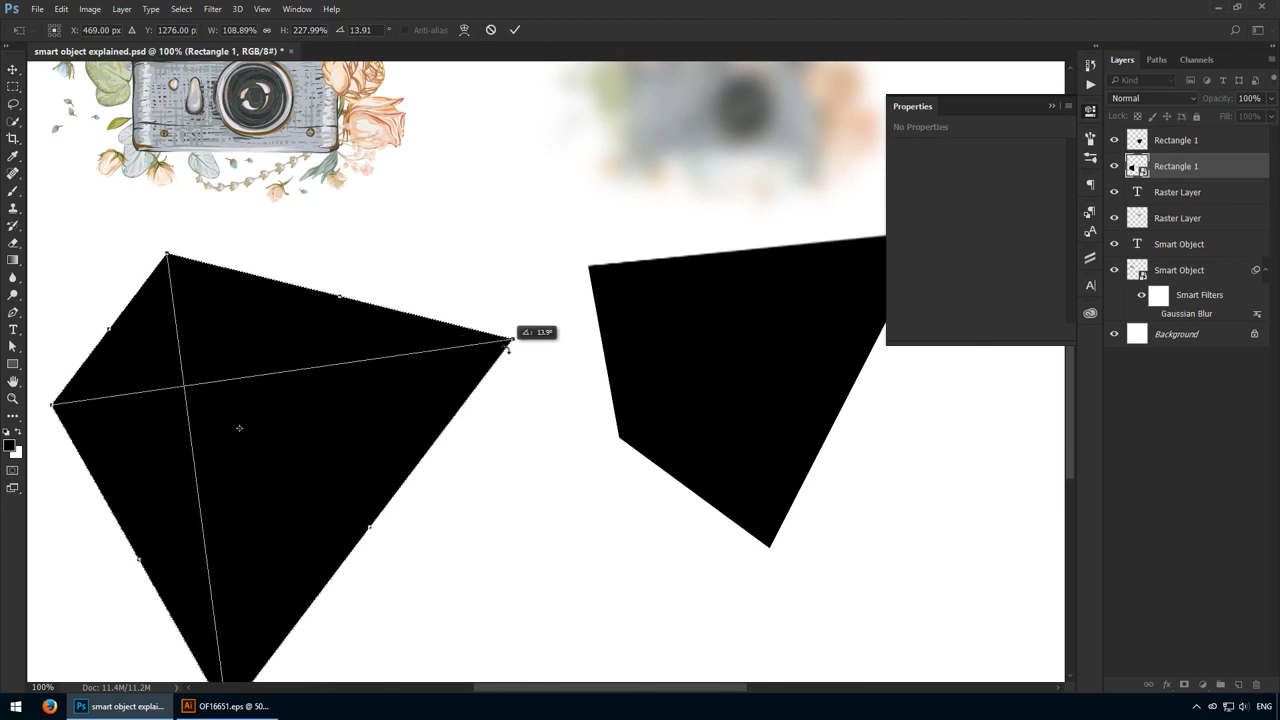 Ps File Edit Image Layer Type Select Filter 3D View Window Help
X: 469.00 px Y: 1276.00 p W: 108.89% H: 227.99% 13.91 Anti-alias
smart object explained.psd @ 100% (Rectangle 1, RGB/8#) * ×
Properties
No Properties
Layers Paths Channels
Kind
Normal Opacity: 100%
Lock: Fill: 100%
Rectangle 1
Rectangle 1
T Raster Layer
Raster Layer
T Smart Object
Smart Object
Smart Filters
Gaussian Blur
Background
13.9°
100% Doc: 11.4M/11.2M
Ps smart object explai... Ai OF16651.eps @ 50... ENG